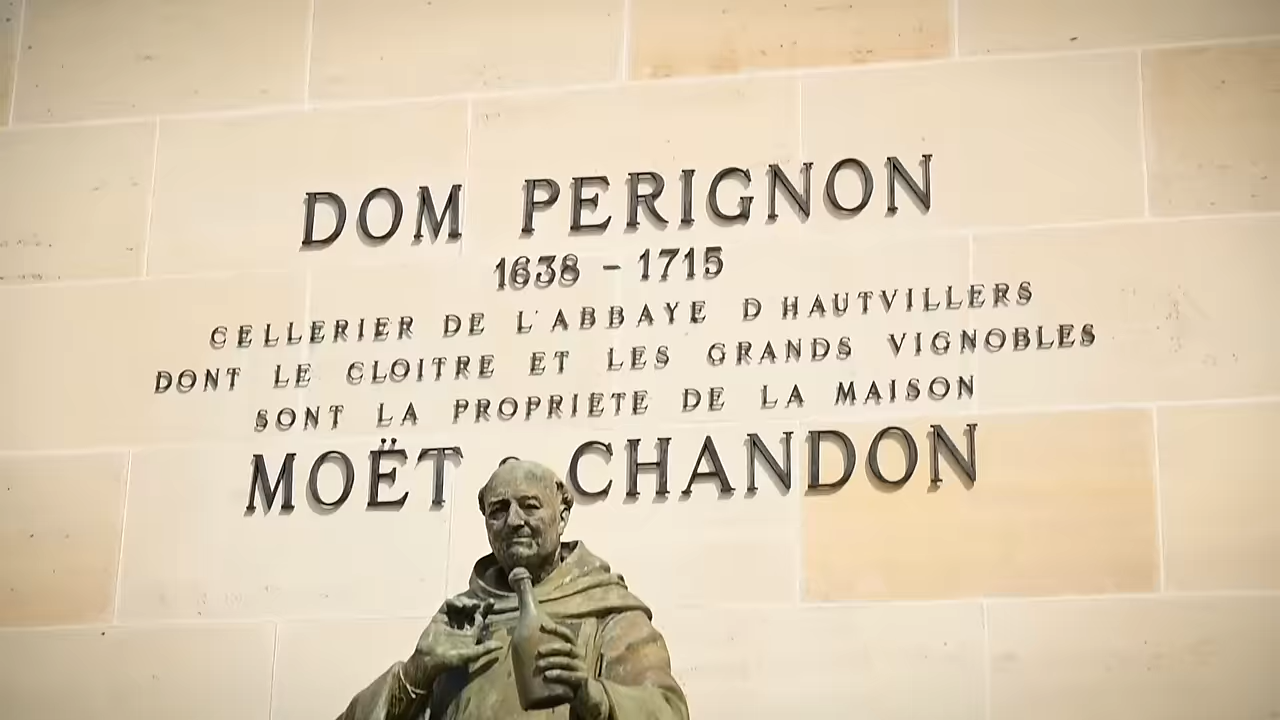 DOM PERIGNON
1638 - 1715
CELLERIER DE L'ABBAYE D HAUTVILLERS
DONT LE CLOITRE ET LES GRANDS VIGNOBLES
SONT LA PROPRIETE DE LA MAISON
MOËT CHANDON